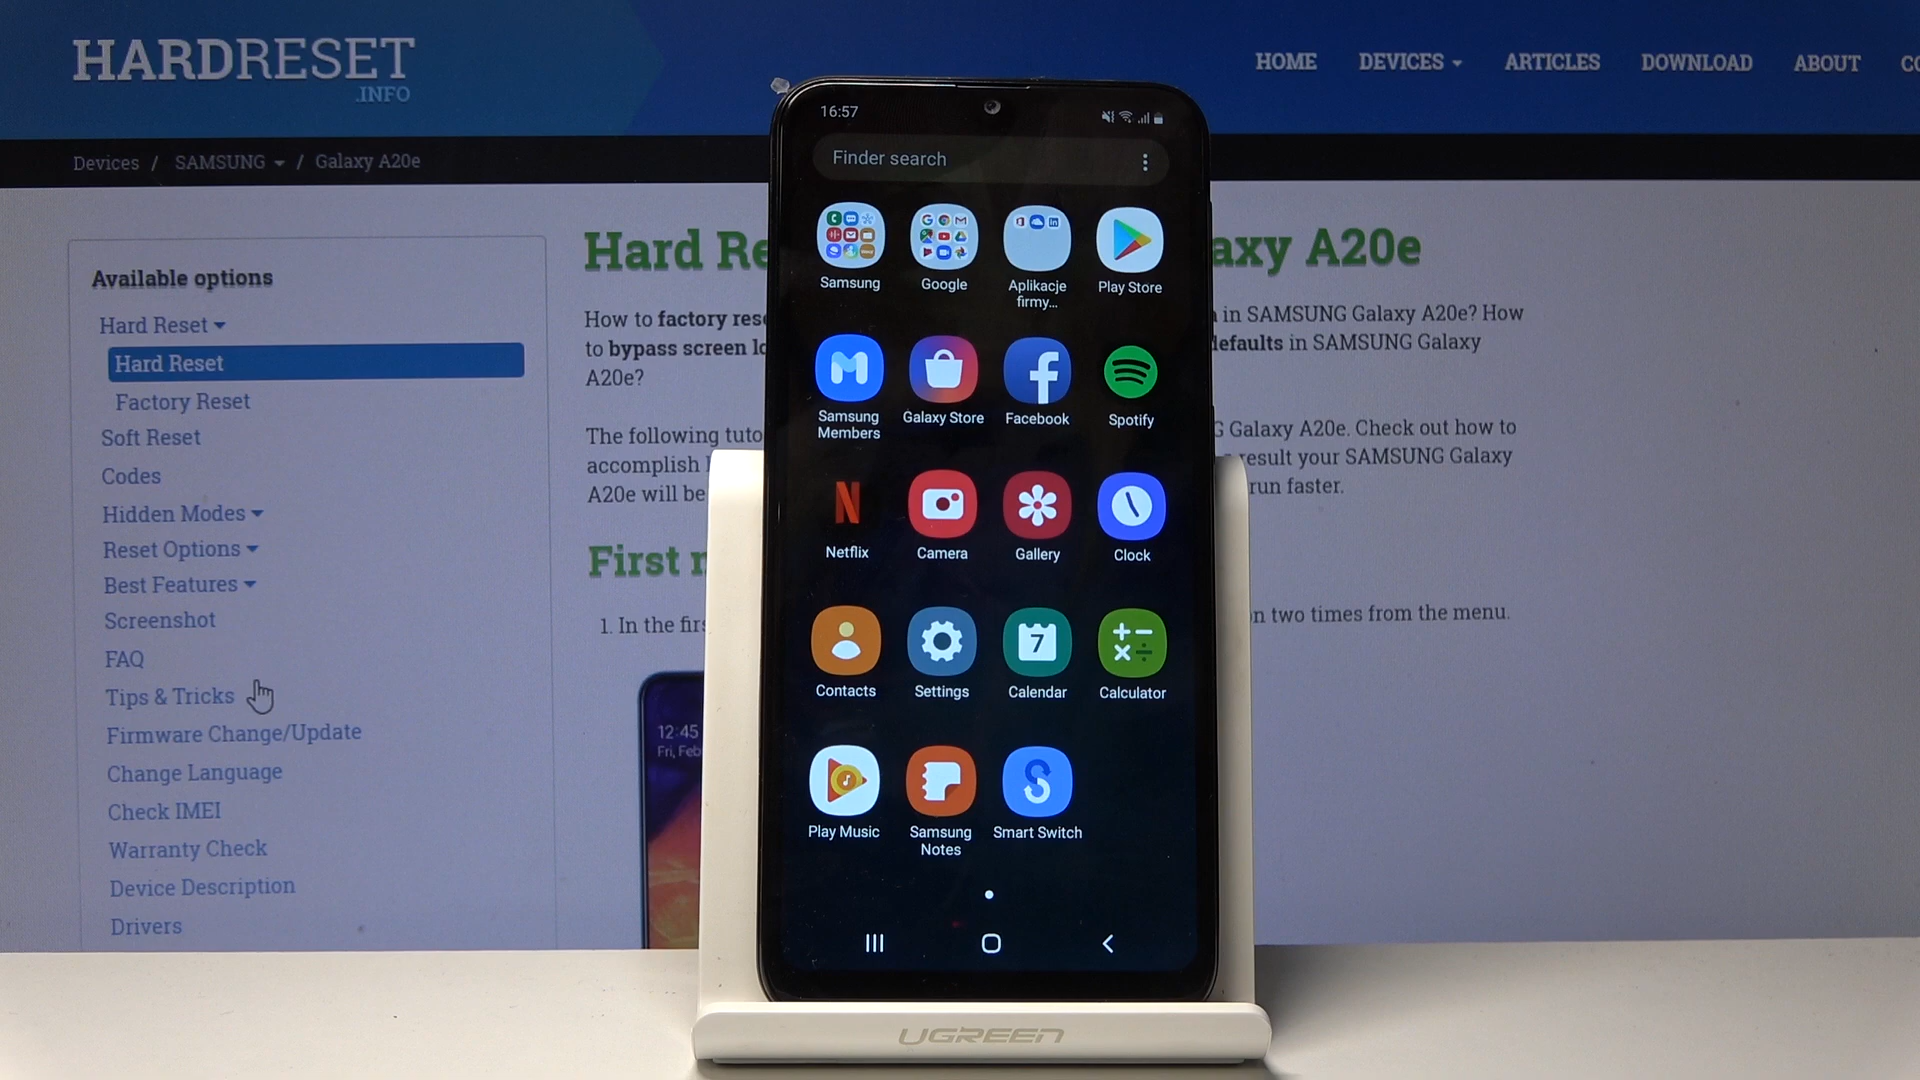 HARDRESET
.INFO
HOME DEVICES ARTICLES DOWNLOAD ABOUT
Devices / SAMSUNG / Galaxy A20e
Available options
Hard Reset
Hard Reset
Factory Reset
Soft Reset
Codes
Hidden Modes
Reset Options
Best Features
Screenshot
FAQ
Tips & Tricks
Firmware Change/Update
Change Language
Check IMEI
Warranty Check
Device Description
Drivers
Hard Re
axy A20e
How to factory res
in SAMSUNG Galaxy A20e? How
to bypass screen lo
defaults in SAMSUNG Galaxy
A20e?
The following tuto
G Galaxy A20e. Check out how to
accomplish
result your SAMSUNG Galaxy
A20e will be
run faster.
First
1. In the firs
on two times from the menu.
12:45
Fri, Feb
16:57
Finder search
Samsung
Google
Aplikacje
firmy...
Play Store
Samsung
Members
Galaxy Store
Facebook
Spotify
Netflix
Camera
Gallery
Clock
Contacts
Settings
7
Calendar
Calculator
Play Music
Samsung
Notes
Smart Switch
UGREEN